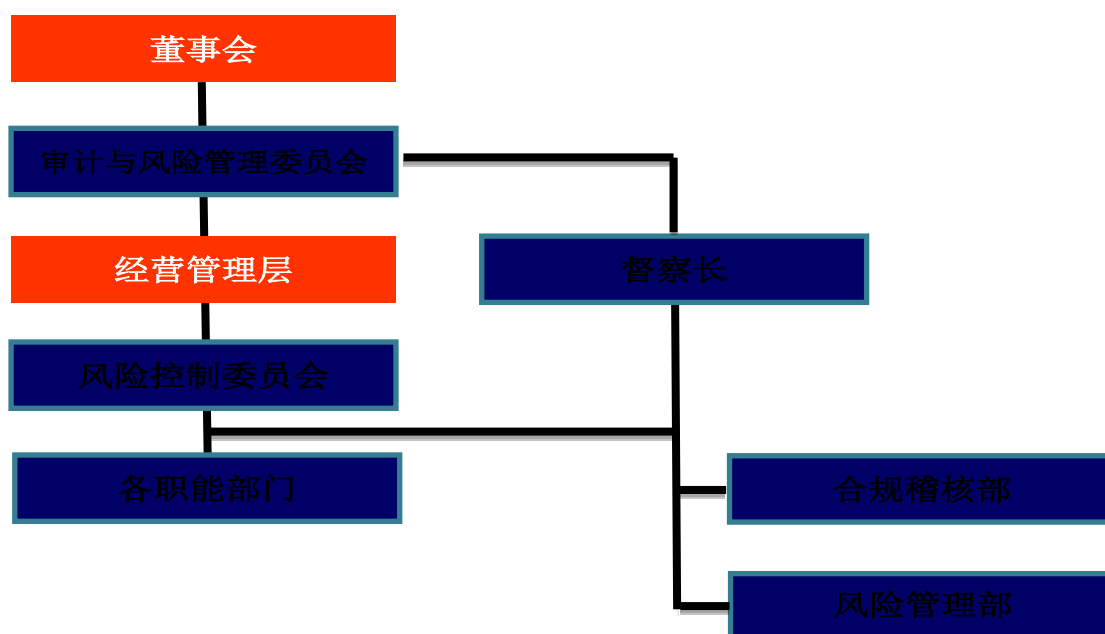 董事会
审计与风险管理委员会
经营管理层
督察长
风险控制委员会
各职能部门
合规稽核部
风险管理部